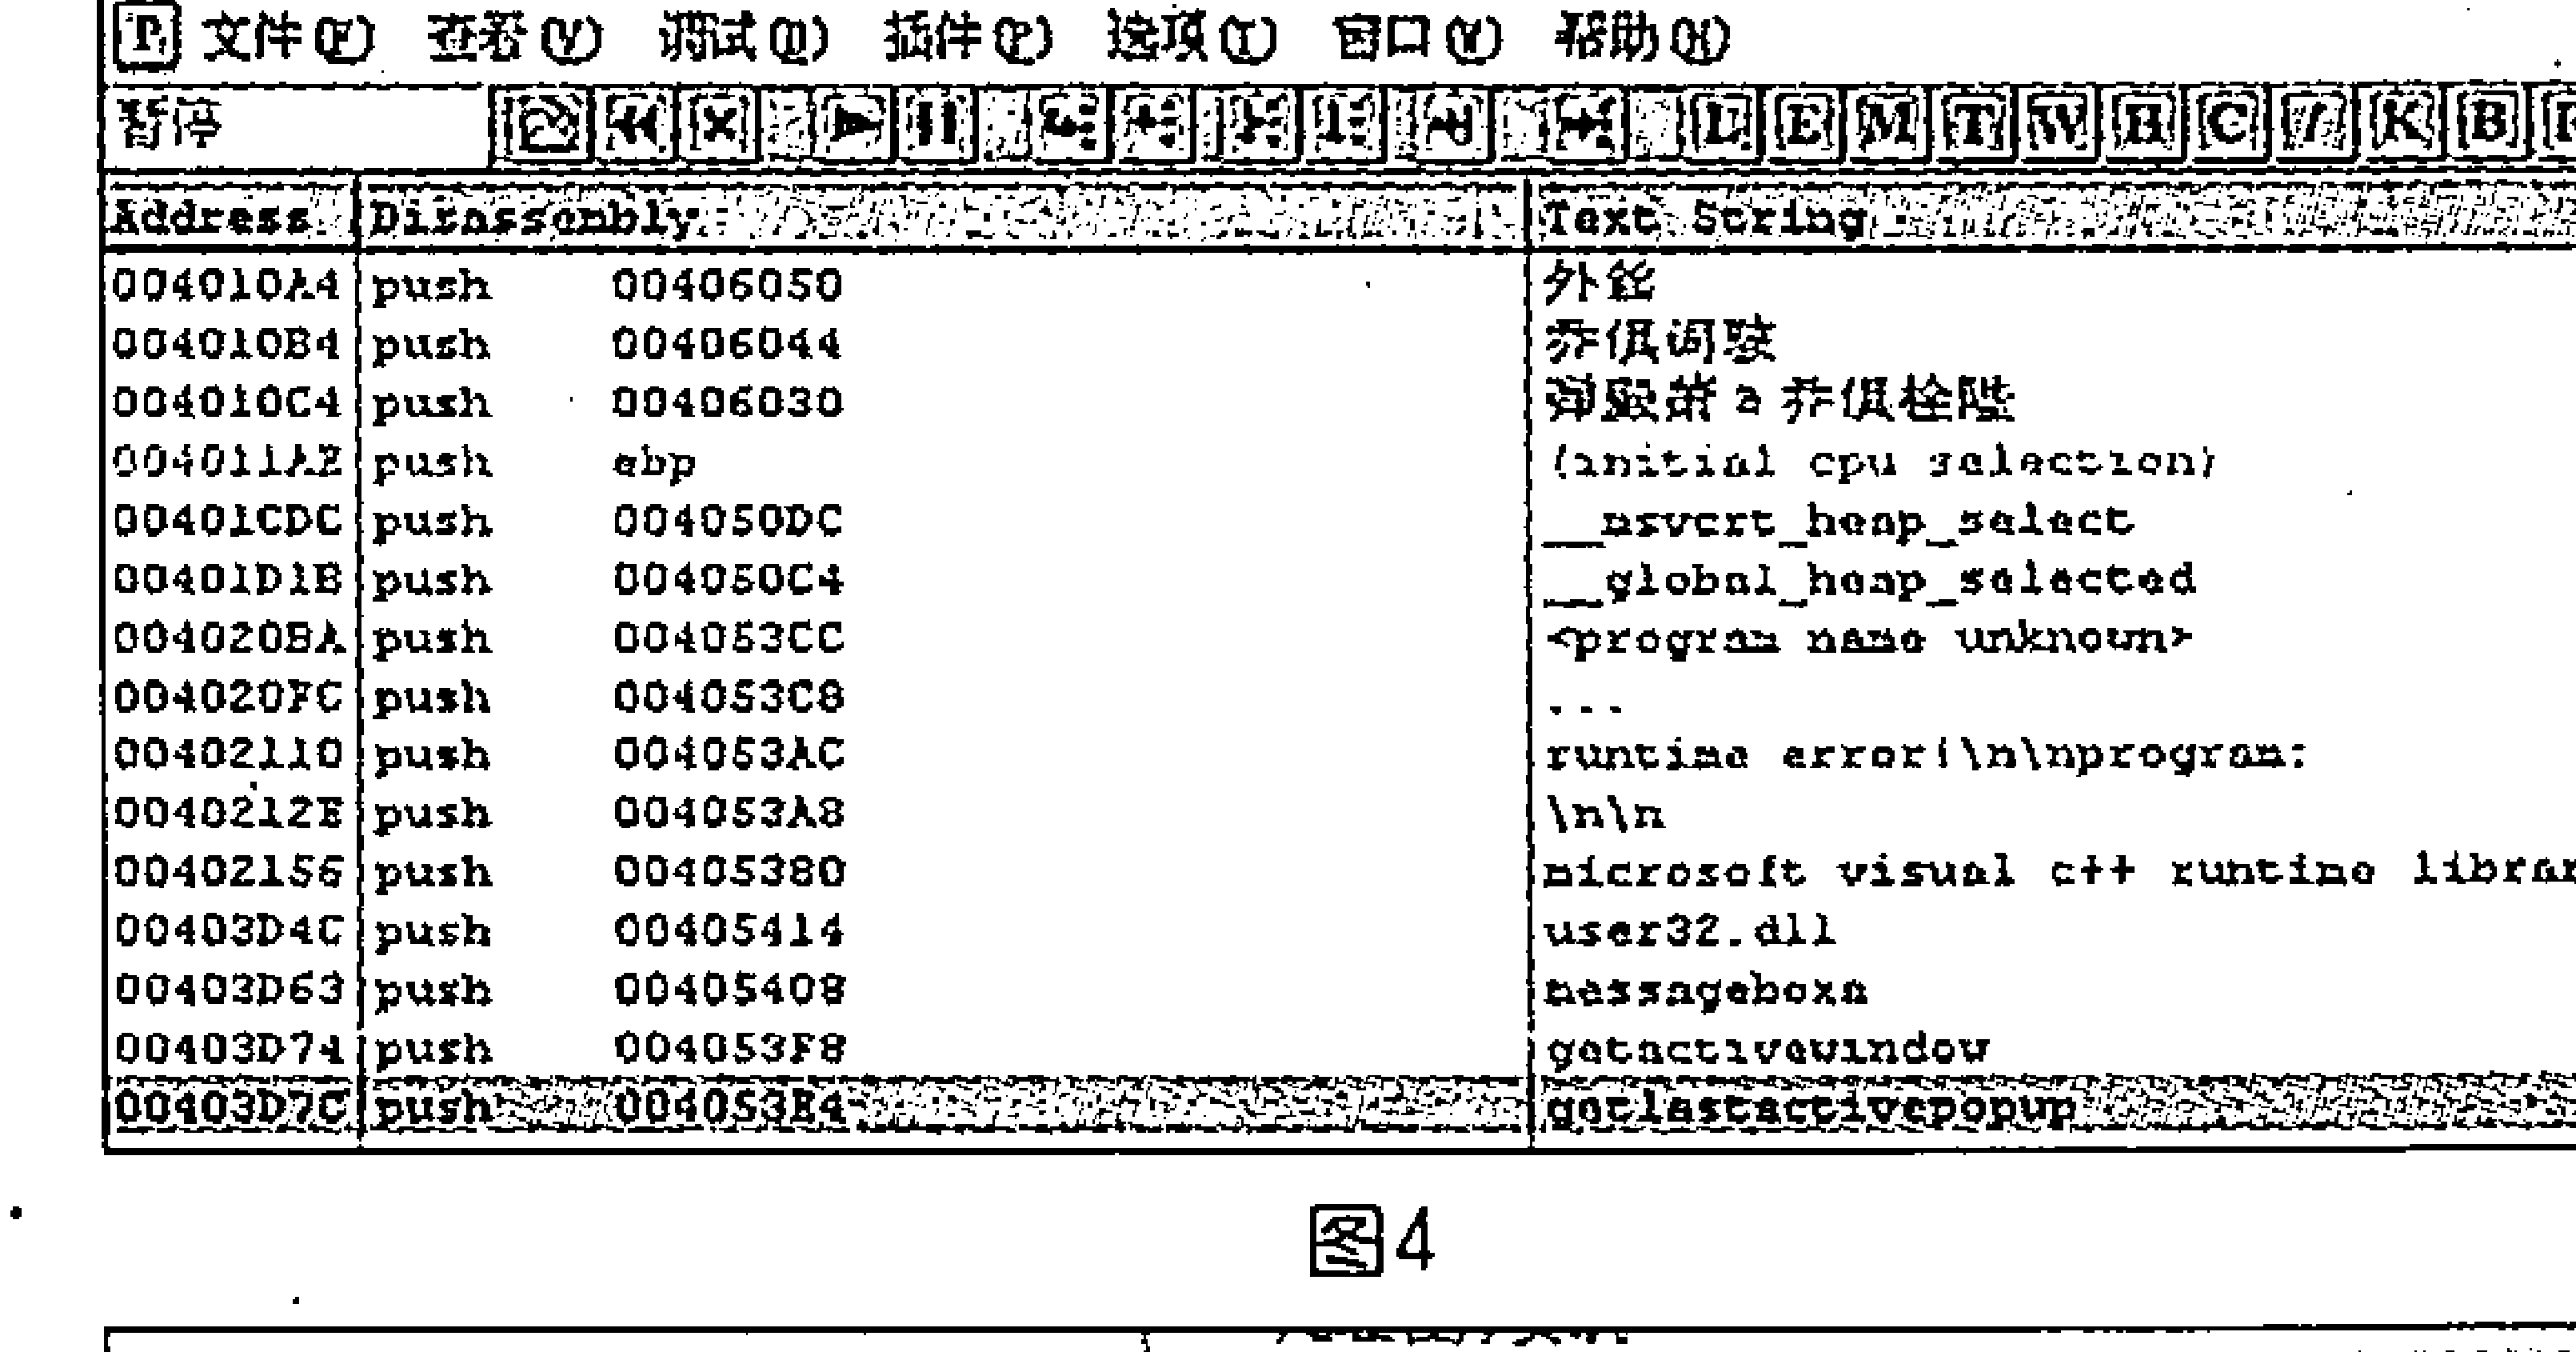 文件(F) 查看(V) 调试(D) 插件(P) 选项(T) 窗口(W) 帮助(H)
暂停 L E M T W H C / K B
Address Disassembly Text String
004010A4 push 00406050 外
004010B4 push 00406044
004010C4 push 00406030
004011AE push ebp (initial cpu selection)
00401CDC push 004050DC __msvcrt_heap_select
00401D1B push 004050C4 __global_heap_selected
004020BA push 004053CC <program name unknown>
004020FC push 004053C8 ...
00402110 push 004053AC runtime error!\n\nprogram:
0040212E push 004053A8 \n\n
00402156 push 00405380 microsoft visual c++ runtime librar
00403D4C push 00405414 user32.dll
00403D63 push 00405408 messageboxa
00403D74 push 004053F8 getactivewindow
00403D7C push 004053E4 getlastactivepopup
图4